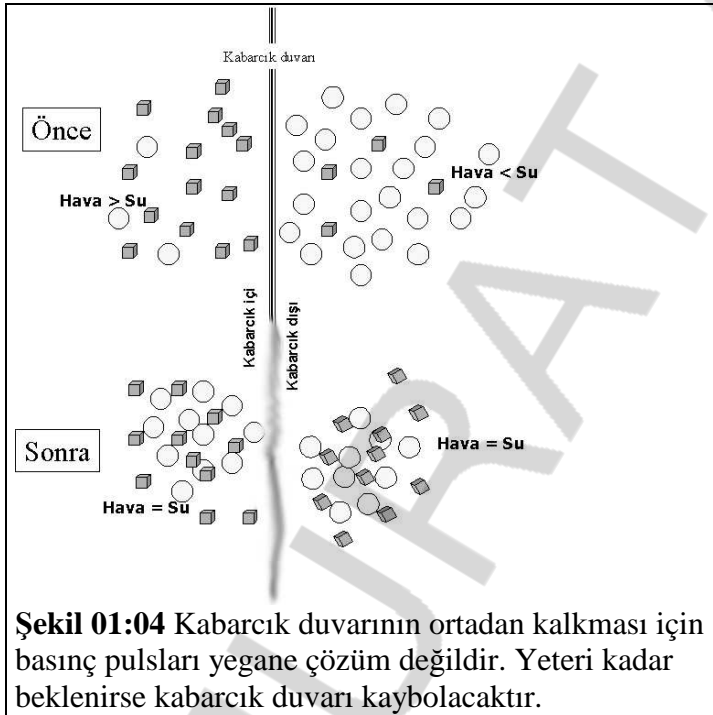 Kabarcık duvarı
Önce
Hava > Su
Hava < Su
Kabarcık içi
Kabarcık dışı
Sonra
Hava = Su
Hava = Su
Şekil 01:04 Kabarcık duvarının ortadan kalkması için
basınç pulsları yegane çözüm değildir. Yeteri kadar
beklenirse kabarcık duvarı kaybolacaktır.
URAT